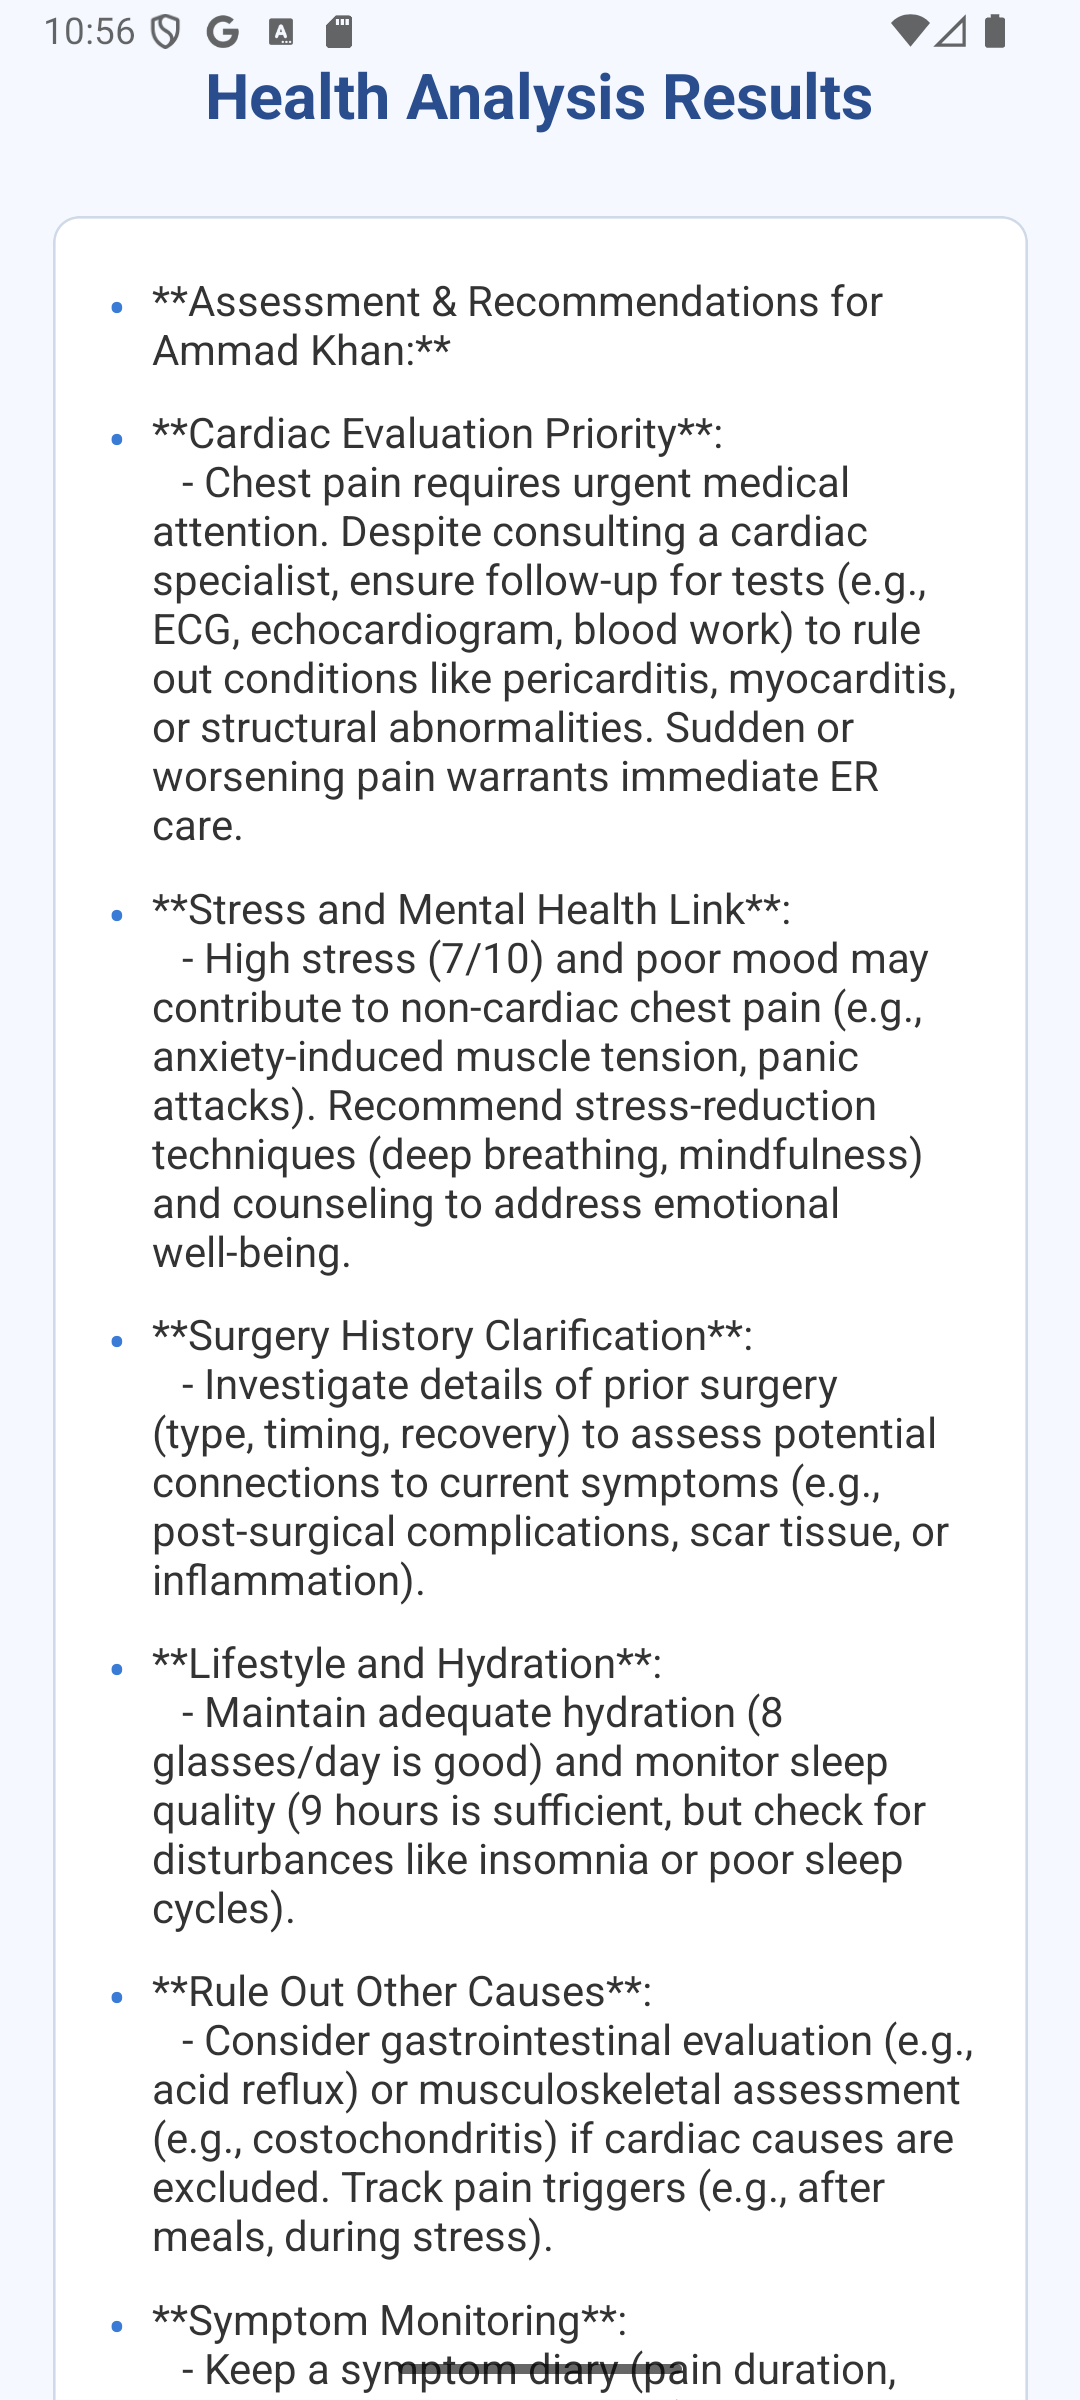 10:56
Health Analysis Results
• **Assessment & Recommendations for
Ammad Khan:**
• **Cardiac Evaluation Priority**:
- Chest pain requires urgent medical
attention. Despite consulting a cardiac
specialist, ensure follow-up for tests (e.g.,
ECG, echocardiogram, blood work) to rule
out conditions like pericarditis, myocarditis,
or structural abnormalities. Sudden or
worsening pain warrants immediate ER
care.
• **Stress and Mental Health Link**:
- High stress (7/10) and poor mood may
contribute to non-cardiac chest pain (e.g.,
anxiety-induced muscle tension, panic
attacks). Recommend stress-reduction
techniques (deep breathing, mindfulness)
and counseling to address emotional
well-being.
• **Surgery History Clarification**:
- Investigate details of prior surgery
(type, timing, recovery) to assess potential
connections to current symptoms (e.g.,
post-surgical complications, scar tissue, or
inflammation).
• **Lifestyle and Hydration**:
- Maintain adequate hydration (8
glasses/day is good) and monitor sleep
quality (9 hours is sufficient, but check for
disturbances like insomnia or poor sleep
cycles).
• **Rule Out Other Causes**:
- Consider gastrointestinal evaluation (e.g.,
acid reflux) or musculoskeletal assessment
(e.g., costochondritis) if cardiac causes are
excluded. Track pain triggers (e.g., after
meals, during stress).
• **Symptom Monitoring**:
- Keep a symptom diary (pain duration,